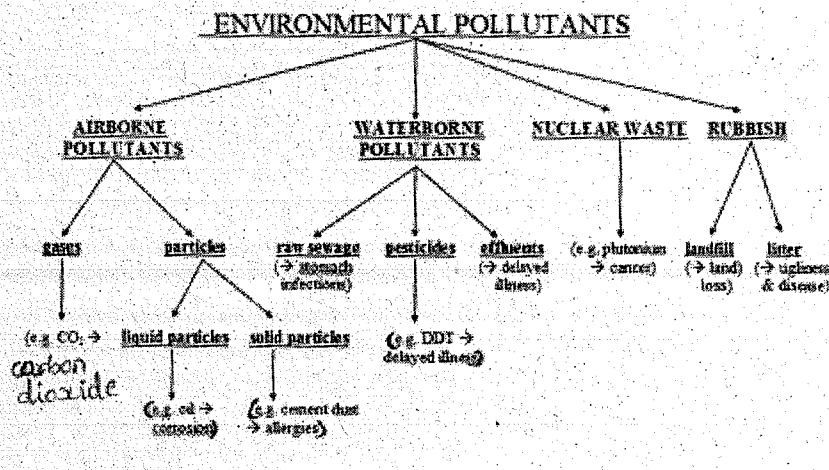 ENVIRONMENTAL POLLUTANTS
AIRBORNE
POLLUTANTS
WATERBORNE
POLLUTANTS
NUCLEAR WASTE
RUBBISH
gases
particles
raw sewage
(→ stomach
infections)
pesticides
effluents
(→ delayed
illness)
(e.g. plutonium
→ cancer)
landfill
(→ land
loss)
litter
(→ ugliness
& disease)
(e.g. CO₂ →
carbon
dioxide
liquid particles
solid particles
(e.g. DDT →
delayed illness)
(e.g. →
corrosion)
(e.g. cement dust
→ allergies)